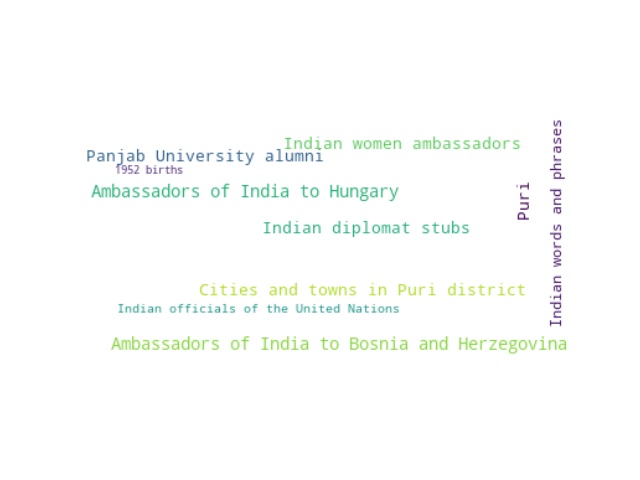 Indian women ambassadors
Panjab University alumni
1952 births
Ambassadors of India to Hungary
Puri
Indian words and phrases
Indian diplomat stubs
Cities and towns in Puri district
Indian officials of the United Nations
Ambassadors of India to Bosnia and Herzegovina